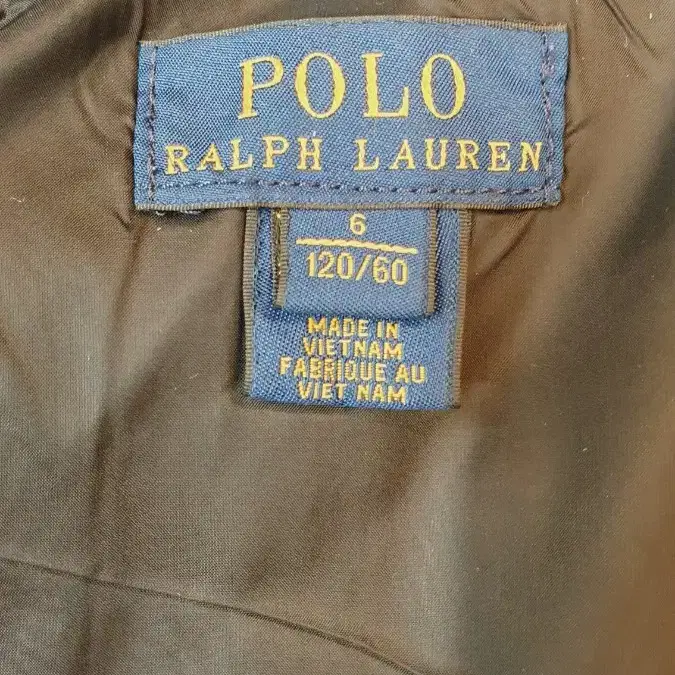 POLO
RALPH LAUREN
6
120/60
MADE IN
VIETNAM
FABRIQUE AU
VIET NAM